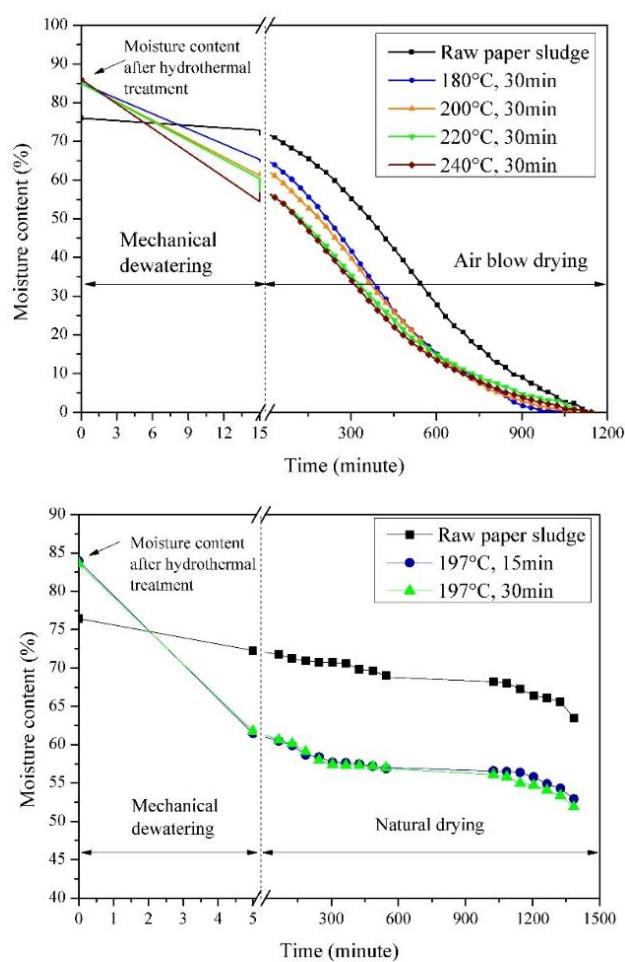 100
90
80
70
60
50
40
30
20
10
0
Moisture content (%)
Moisture content
after hydrothermal
treatment
Raw paper sludge
180°C, 30min
200°C, 30min
220°C, 30min
240°C, 30min
Mechanical
dewatering
Air blow drying
0 3 6 9 12 15 300 600 900 1200
Time (minute)
90
85
80
75
70
65
60
55
50
45
40
Moisture content (%)
Moisture content
after hydrothermal
treatment
Raw paper sludge
197°C, 15min
197°C, 30min
Mechanical
dewatering
Natural drying
0 1 2 3 4 5 300 600 900 1200 1500
Time (minute)